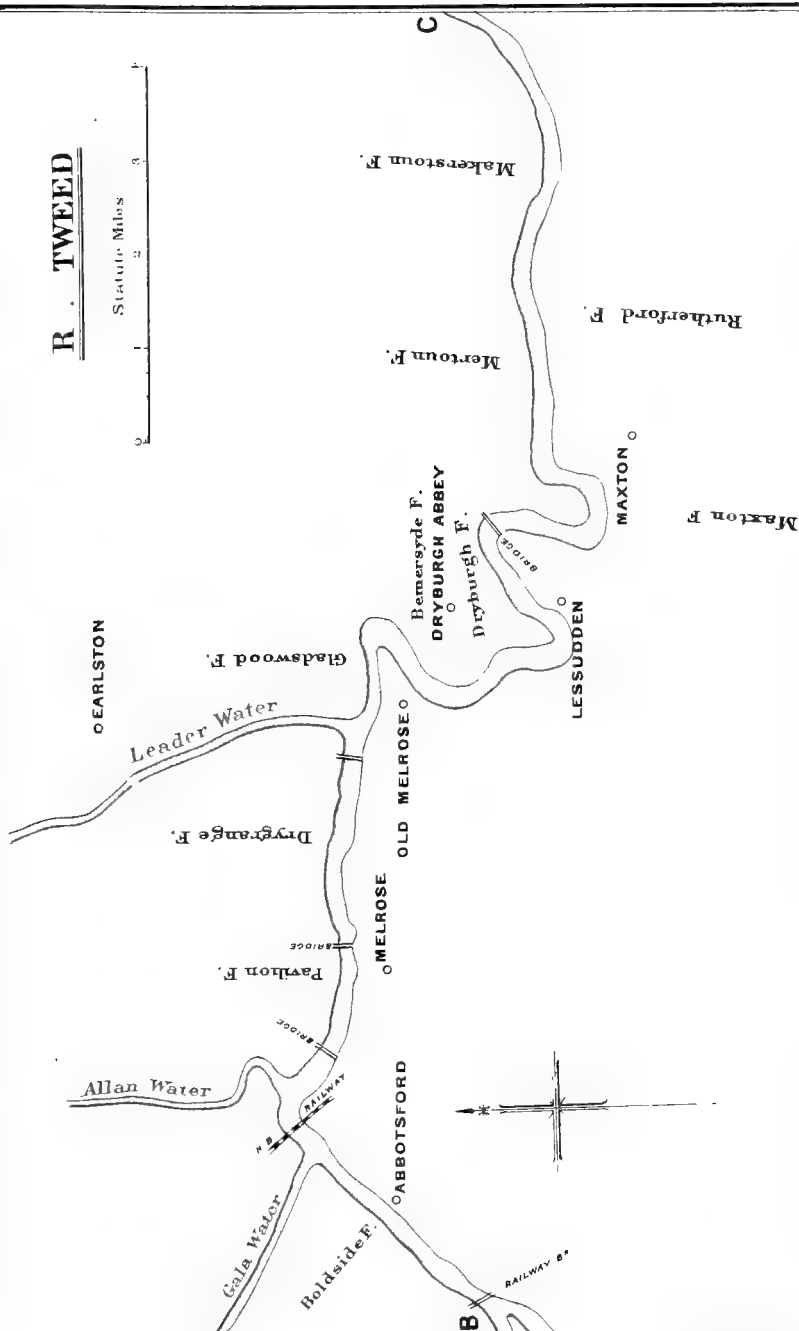 R. TWEED
Statute Miles
0 1 2 3 4
C
Makerstoun F.
Rutherford F.
Mertoun F.
MAXTON
Maxton F
Bemersyde F.
DRYBURGH ABBEY
Dryburgh F.
BRIDGE
LESSUDDEN
EARLSTON
Gladswood F.
Leader Water
OLD MELROSE
Drygrange F.
MELROSE
BRIDGE
Pavilion F.
BRIDGE
Allan Water
N B RAILWAY
ABBOTSFORD
Gala Water
Boldside F.
RAILWAY BR
B